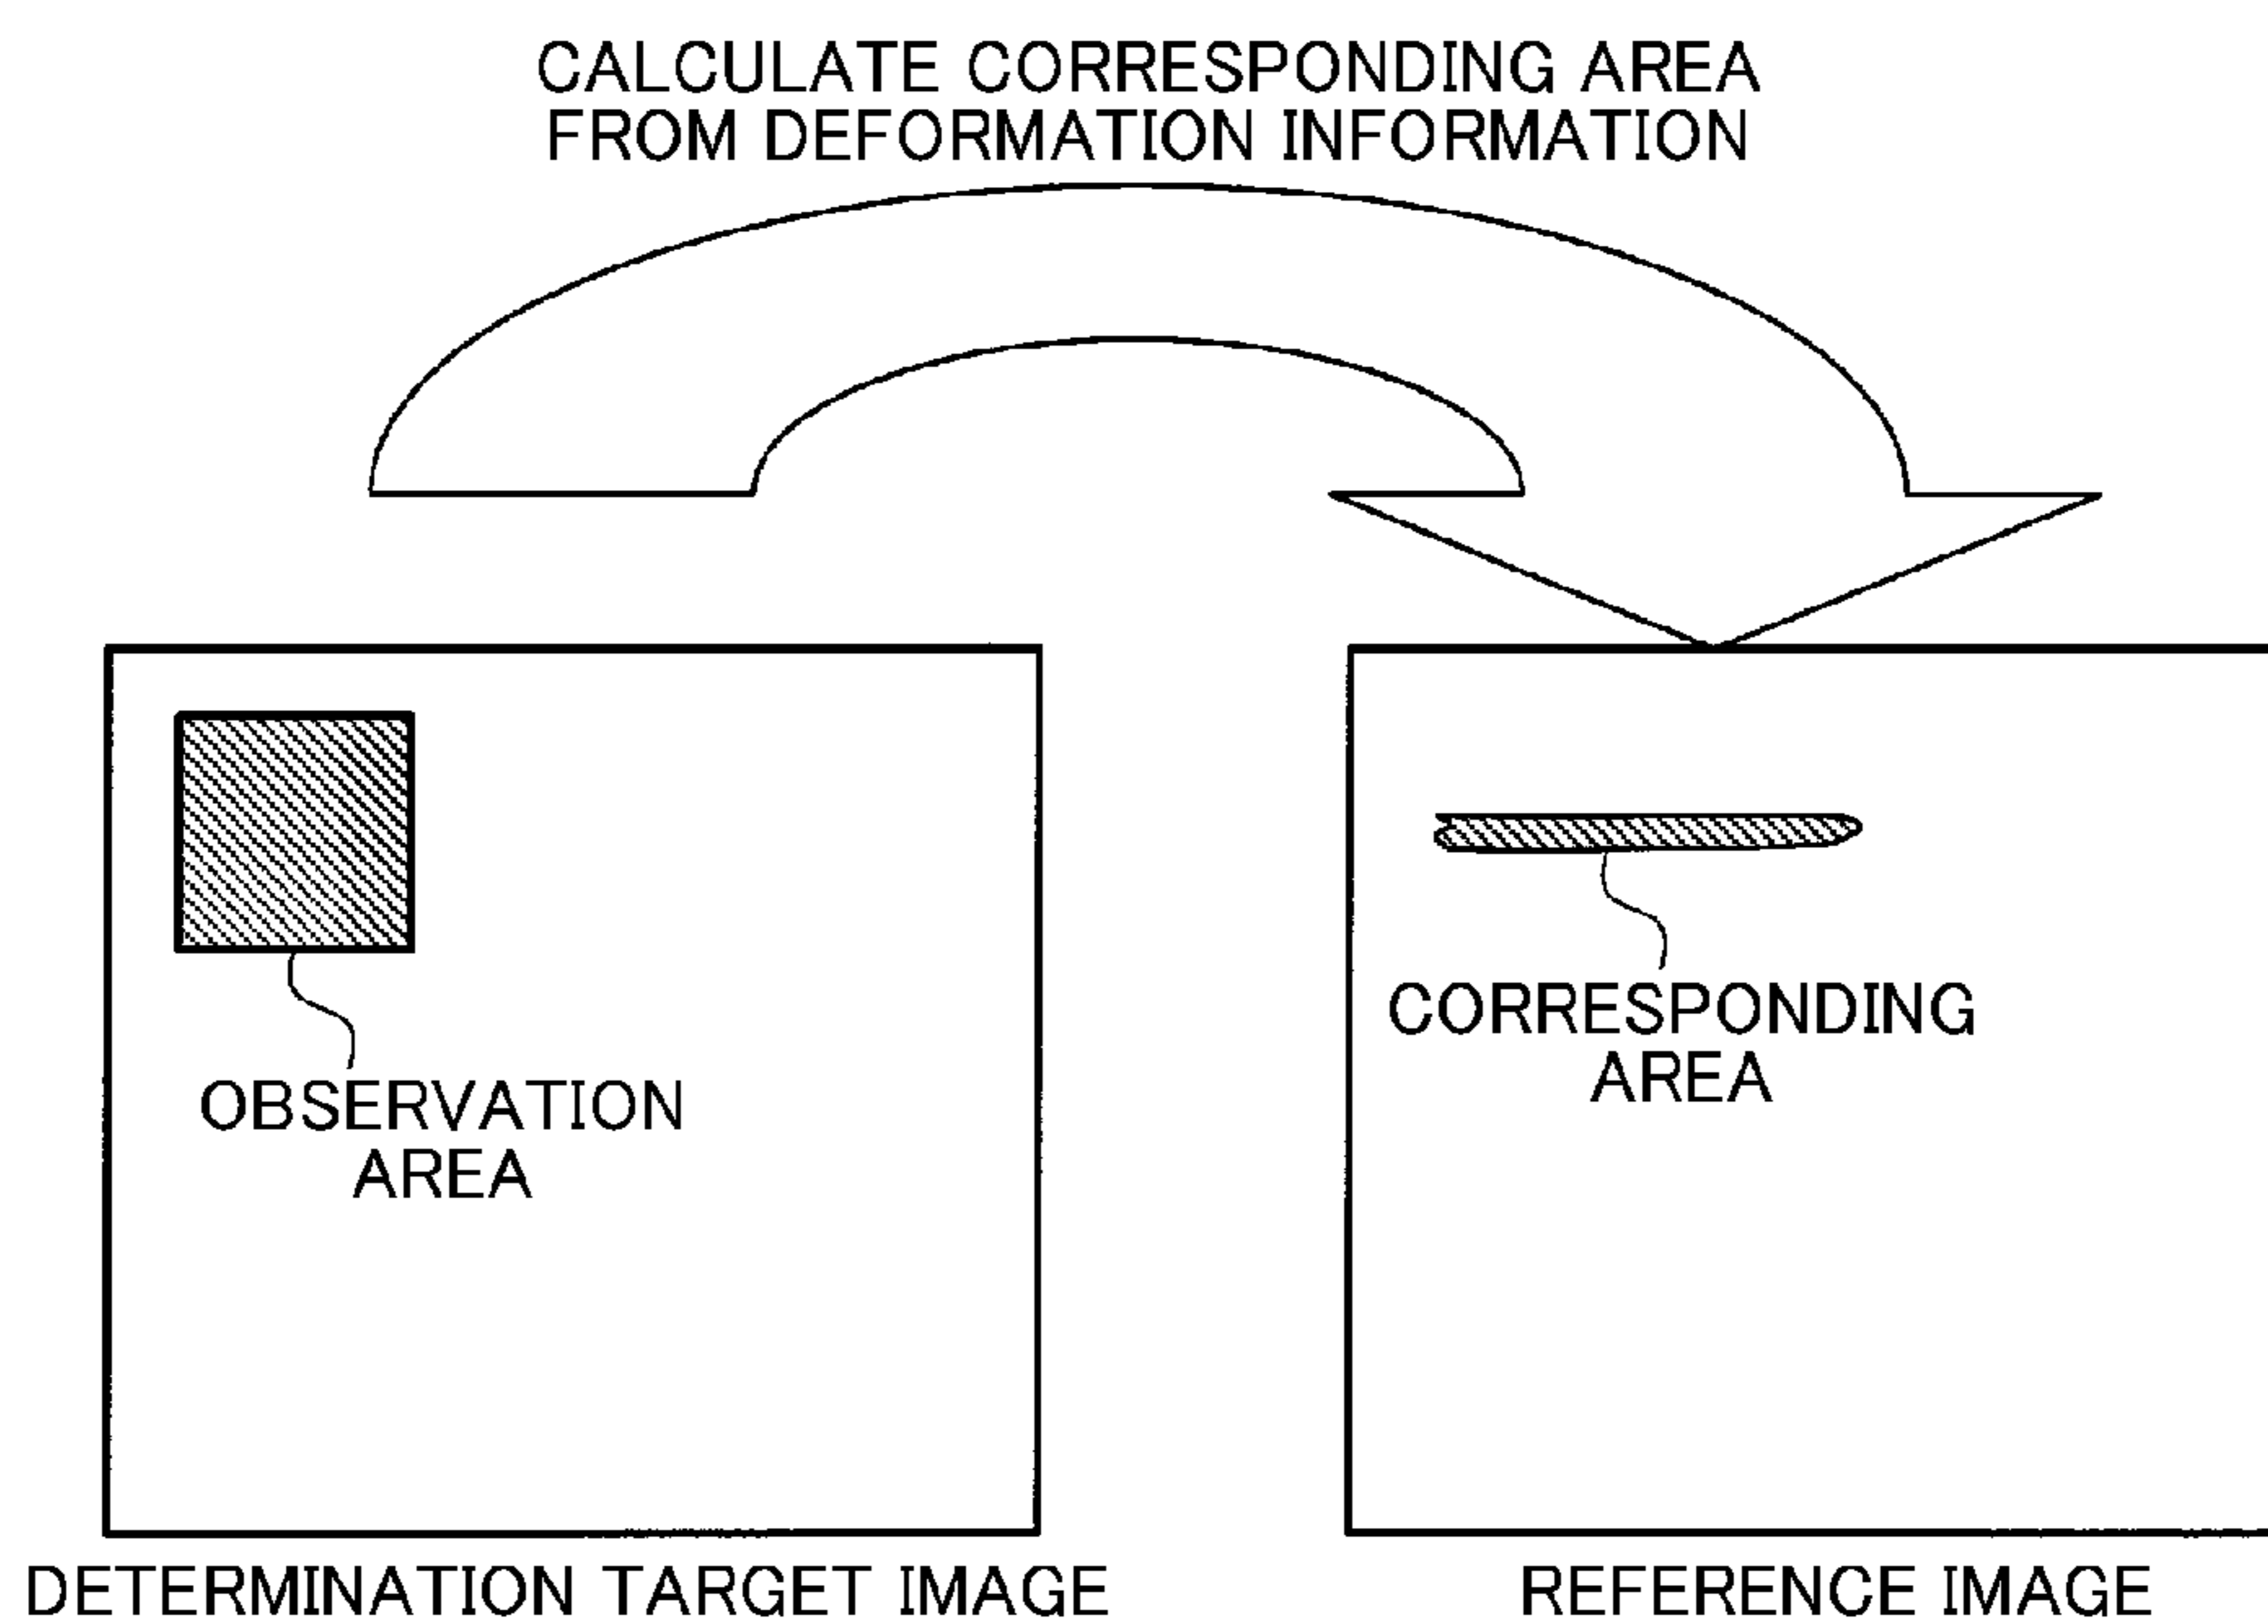 CALCULATE CORRESPONDING AREA
FROM DEFORMATION INFORMATION
OBSERVATION
AREA
CORRESPONDING
AREA
DETERMINATION TARGET IMAGE
REFERENCE IMAGE